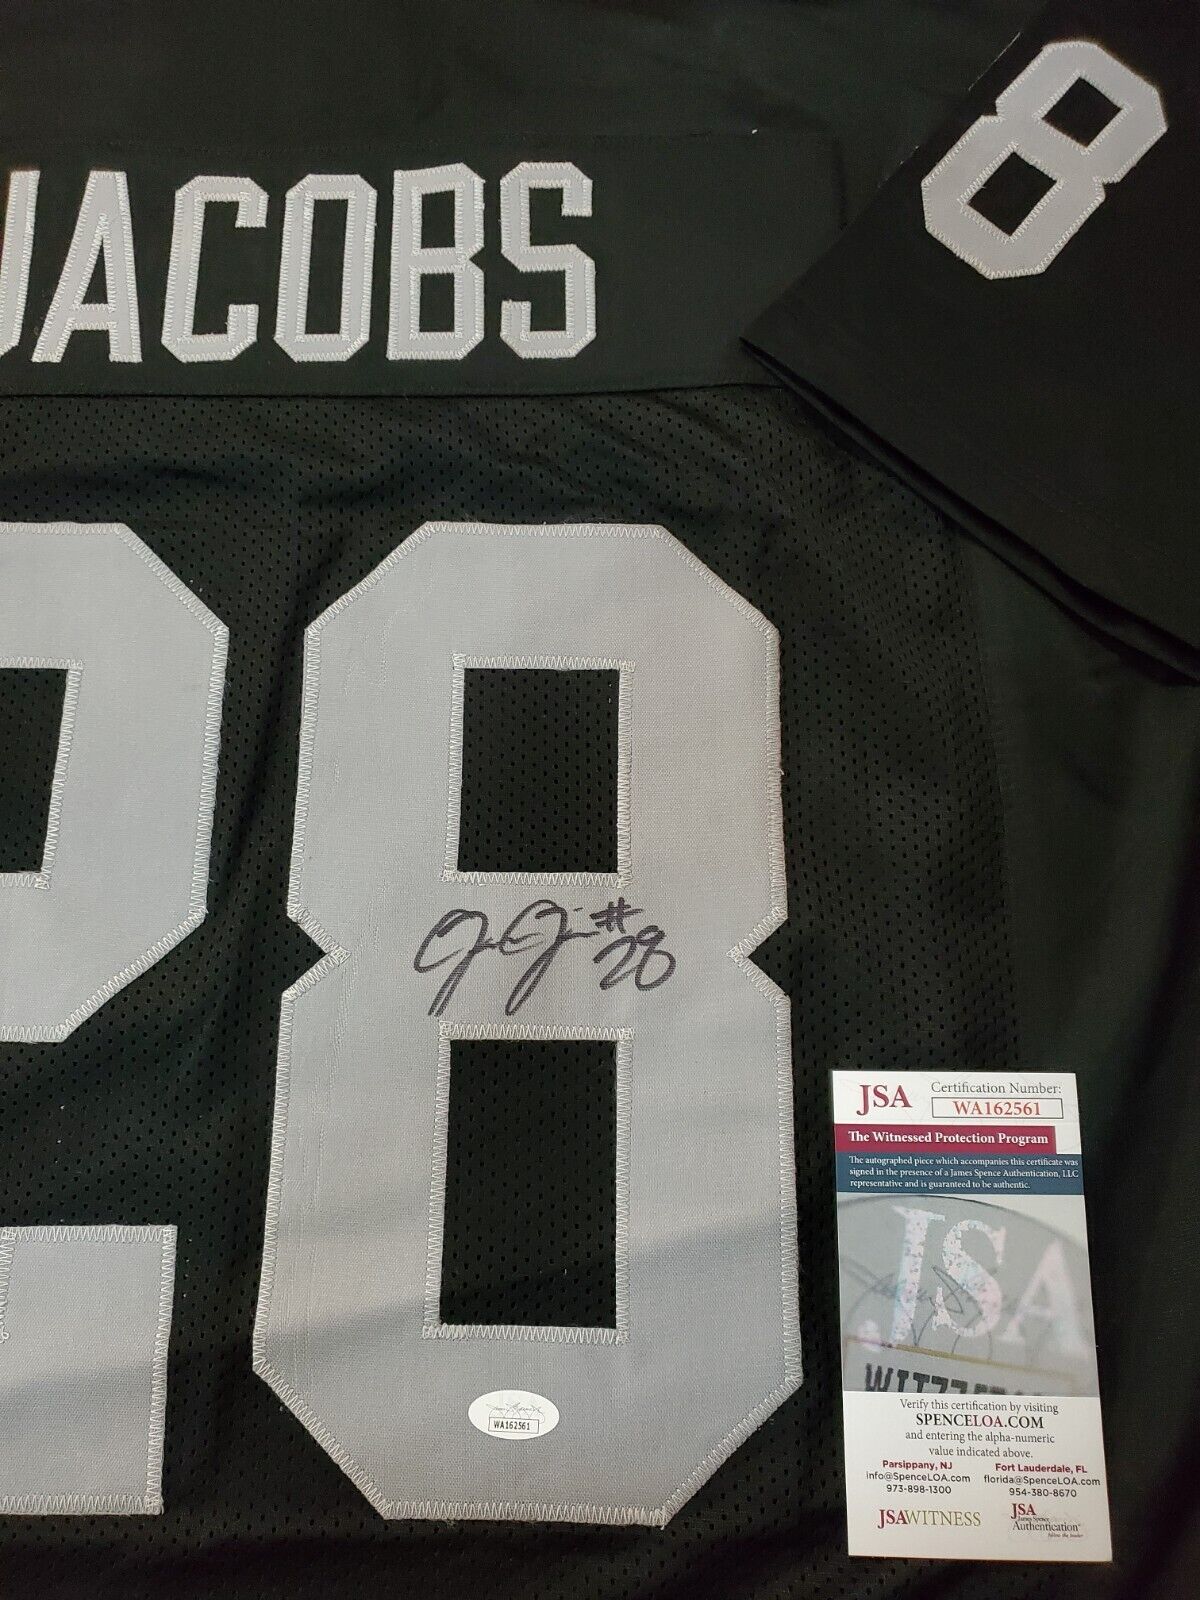 JACOBS
8
28
#
28
WA162561
JSA
Certification Number:
WA162561
The Witnessed Protection Program
The autographed piece which accompanies this certificate was
signed in the presence of a James Spence Authentication, LLC
representative and is guaranteed to be authentic.
JSA
Verify this certification by visiting
SPENCELOA.COM
and entering the alpha-numeric
value indicated above.
Parsippany, NJ
info@SpenceLOA.com
973-898-1300
Fort Lauderdale, FL
florida@SpenceLOA.com
954-380-8670
JSAWITNESS
JSA
James Spence
Authentication